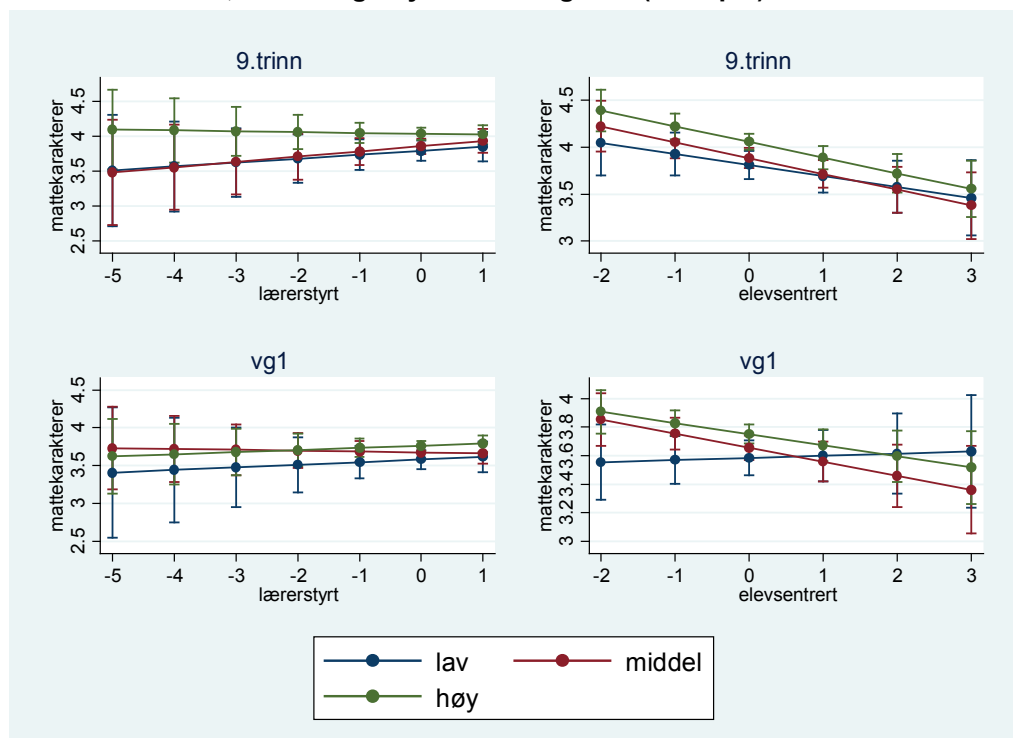 9.trinn
mattekarakterer
4.5
4
3.5
3
2.5
-5 -4 -3 -2 -1 0 1
lærerstyrt
9.trinn
mattekarakterer
4.5
4
3.5
3
-2 -1 0 1 2 3
elevsentrert
vg1
mattekarakterer
4.5
4
3.5
3
2.5
-5 -4 -3 -2 -1 0 1
lærerstyrt
vg1
mattekarakterer
4
3.8
3.6
3.4
3.2
3
-2 -1 0 1 2 3
elevsentrert
lav middel
høy